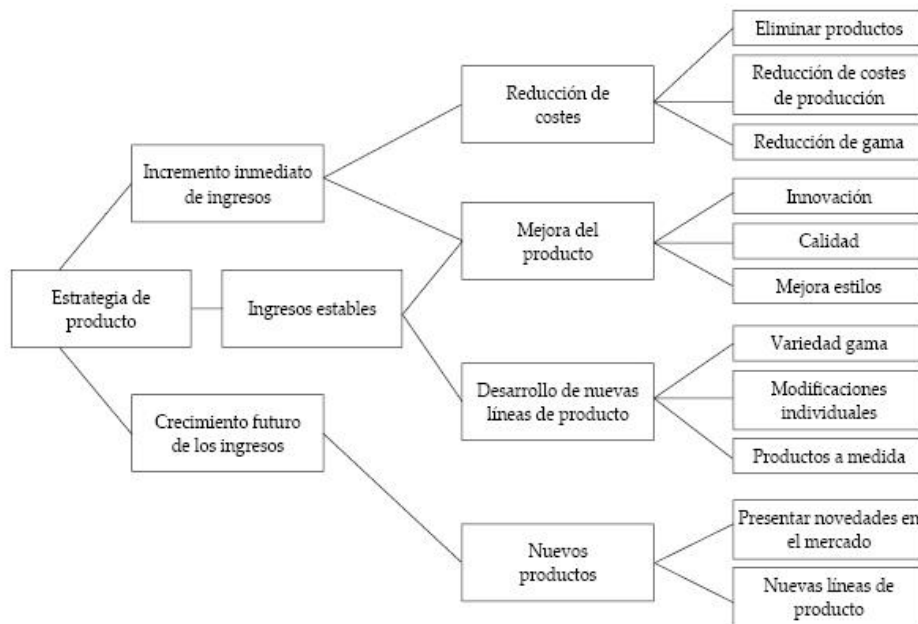 Estrategia de
producto
Incremento inmediato
de ingresos
Ingresos estables
Crecimiento futuro
de los ingresos
Reducción de
costes
Mejora del
producto
Desarrollo de nuevas
líneas de producto
Nuevos
productos
Eliminar productos
Reducción de costes
de producción
Reducción de gama
Innovación
Calidad
Mejora estilos
Variedad gama
Modificaciones
individuales
Productos a medida
Presentar novedades en
el mercado
Nuevas líneas de
producto